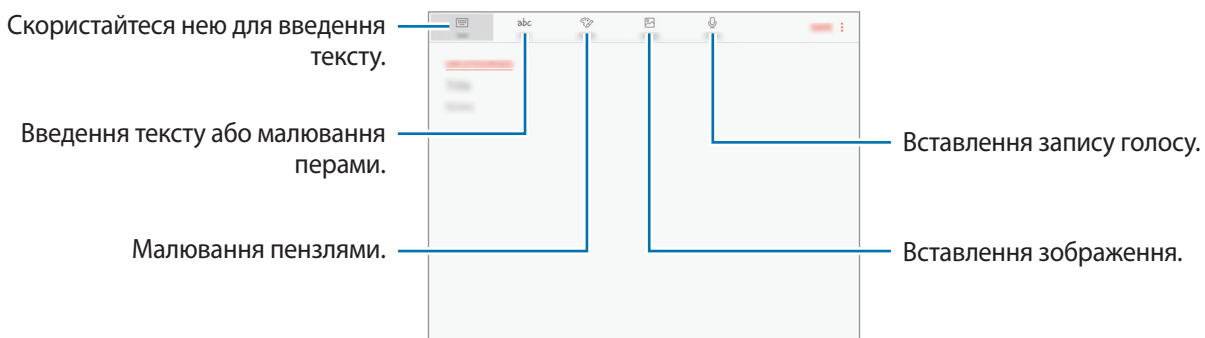 Скористайтеся нею для введення
тексту.
abc
Введення тексту або малювання
перами.
Вставлення запису голосу.
Малювання пензлями.
Вставлення зображення.